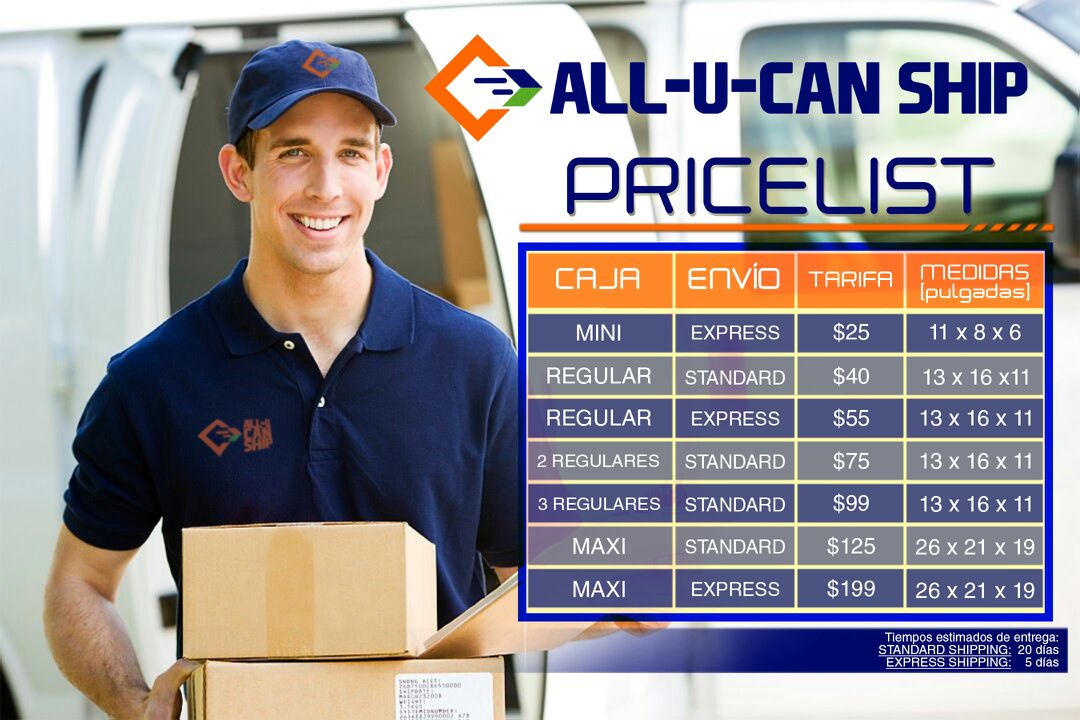 ALL-U-CAN SHIP
PRICELIST
CAJA ENVÍO TARIFA MEDIDAS
[pulgadas]
MINI EXPRESS $25 11 x 8 x 6
REGULAR STANDARD $40 13 x 16 x11
REGULAR EXPRESS $55 13 x 16 x 11
2 REGULARES STANDARD $75 13 x 16 x 11
3 REGULARES STANDARD $99 13 x 16 x 11
MAXI STANDARD $125 26 x 21 x 19
MAXI EXPRESS $199 26 x 21 x 19
Tiempos estimados de entrega:
STANDARD SHIPPING: 20 días
EXPRESS SHIPPING: 5 días
ALL-U
CAN
SHIP